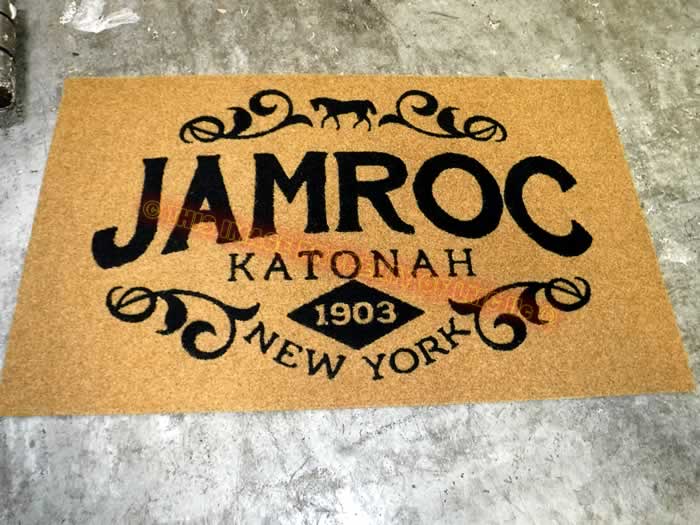 JAMROC
KATONAH
1903
NEW YORK